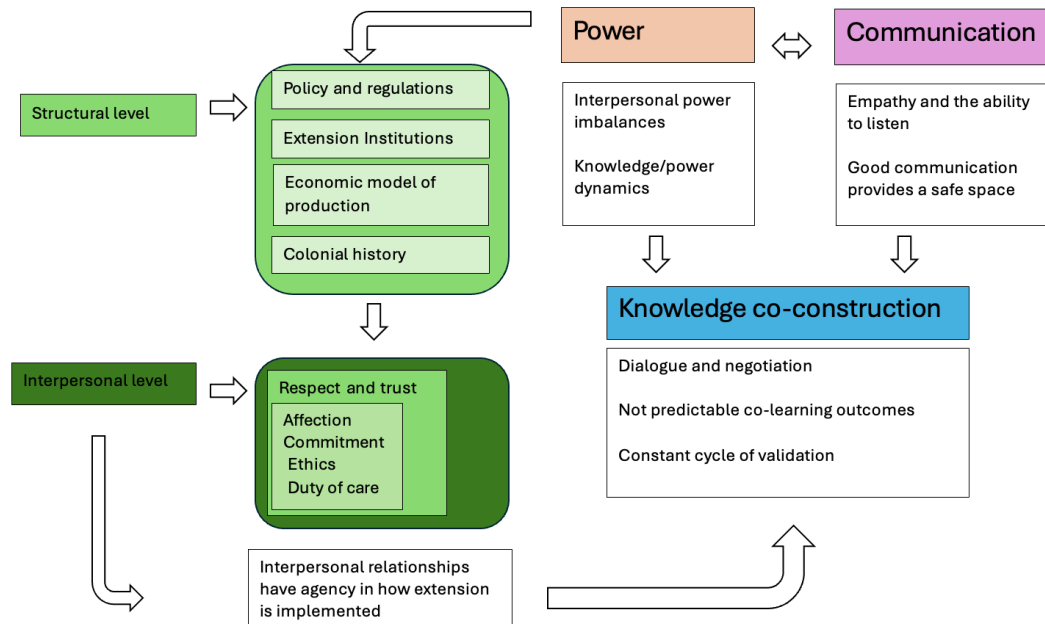 Power
Communication
Structural level
Policy and regulations
Extension Institutions
Economic model of
production
Colonial history
Interpersonal power
imbalances
Knowledge/power
dynamics
Empathy and the ability
to listen
Good communication
provides a safe space
Knowledge co-construction
Dialogue and negotiation
Not predictable co-learning outcomes
Constant cycle of validation
Interpersonal level
Respect and trust
Affection
Commitment
Ethics
Duty of care
Interpersonal relationships
have agency in how extension
is implemented